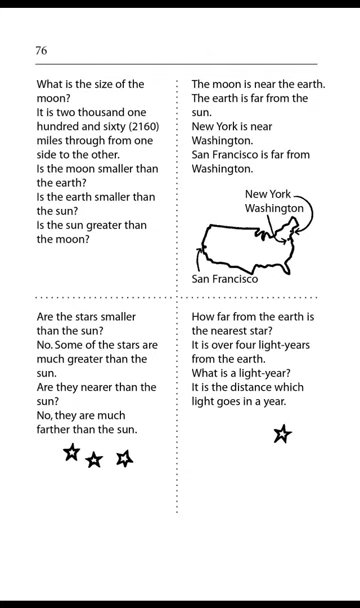 76
What is the size of the
moon?
It is two thousand one
hundred and sixty (2160)
miles through from one
side to the other.
Is the moon smaller than
the earth?
Is the earth smaller than
the sun?
Is the sun greater than
the moon?
The moon is near the earth.
The earth is far from the
sun.
New York is near
Washington.
San Francisco is far from
Washington.
New York
Washington
San Francisco
Are the stars smaller
than the sun?
No. Some of the stars are
much greater than the
sun.
Are they nearer than the
sun?
No, they are much
farther than the sun.
How far from the earth is
the nearest star?
It is over four light-years
from the earth.
What is a light-year?
It is the distance which
light goes in a year.